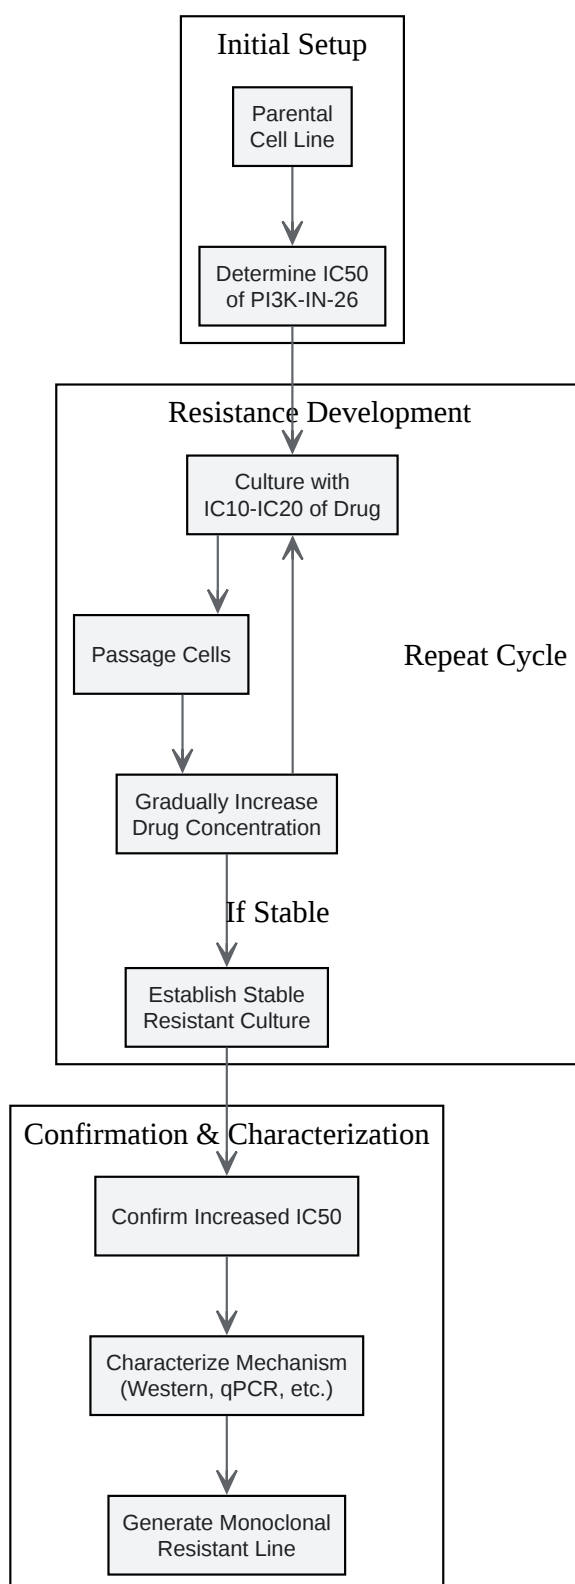 Initial Setup
Parental
Cell Line
Determine IC50
of PI3K-IN-26
Resistance Development
Culture with
IC10-IC20 of Drug
Passage Cells
Repeat Cycle
Gradually Increase
Drug Concentration
If Stable
Establish Stable
Resistant Culture
Confirmation & Characterization
Confirm Increased IC50
Characterize Mechanism
(Western, qPCR, etc.)
Generate Monoclonal
Resistant Line